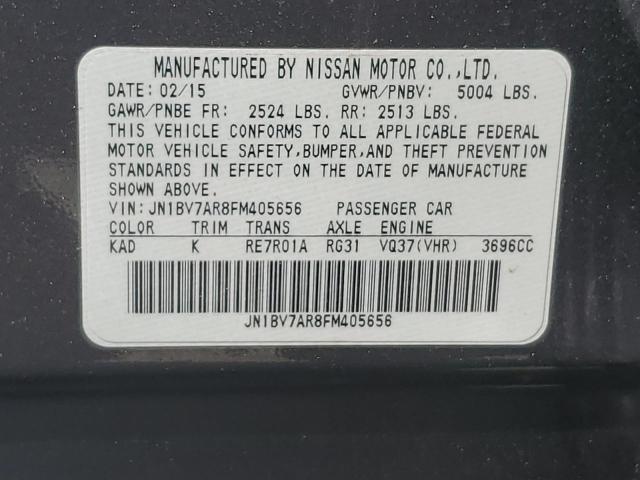 MANUFACTURED BY NISSAN MOTOR CO.,LTD.
DATE: 02/15 GVWR/PNBV: 5004 LBS.
GAWR/PNBE FR: 2524 LBS. RR: 2513 LBS.
THIS VEHICLE CONFORMS TO ALL APPLICABLE FEDERAL
MOTOR VEHICLE SAFETY,BUMPER,AND THEFT PREVENTION
STANDARDS IN EFFECT ON THE DATE OF MANUFACTURE
SHOWN ABOVE.
VIN:JN1BV7AR8FM405656 PASSENGER CAR
COLOR TRIM TRANS AXLE ENGINE
KAD K RE7R01A RG31 VQ37(VHR) 3696CC
JN1BV7AR8FM405656